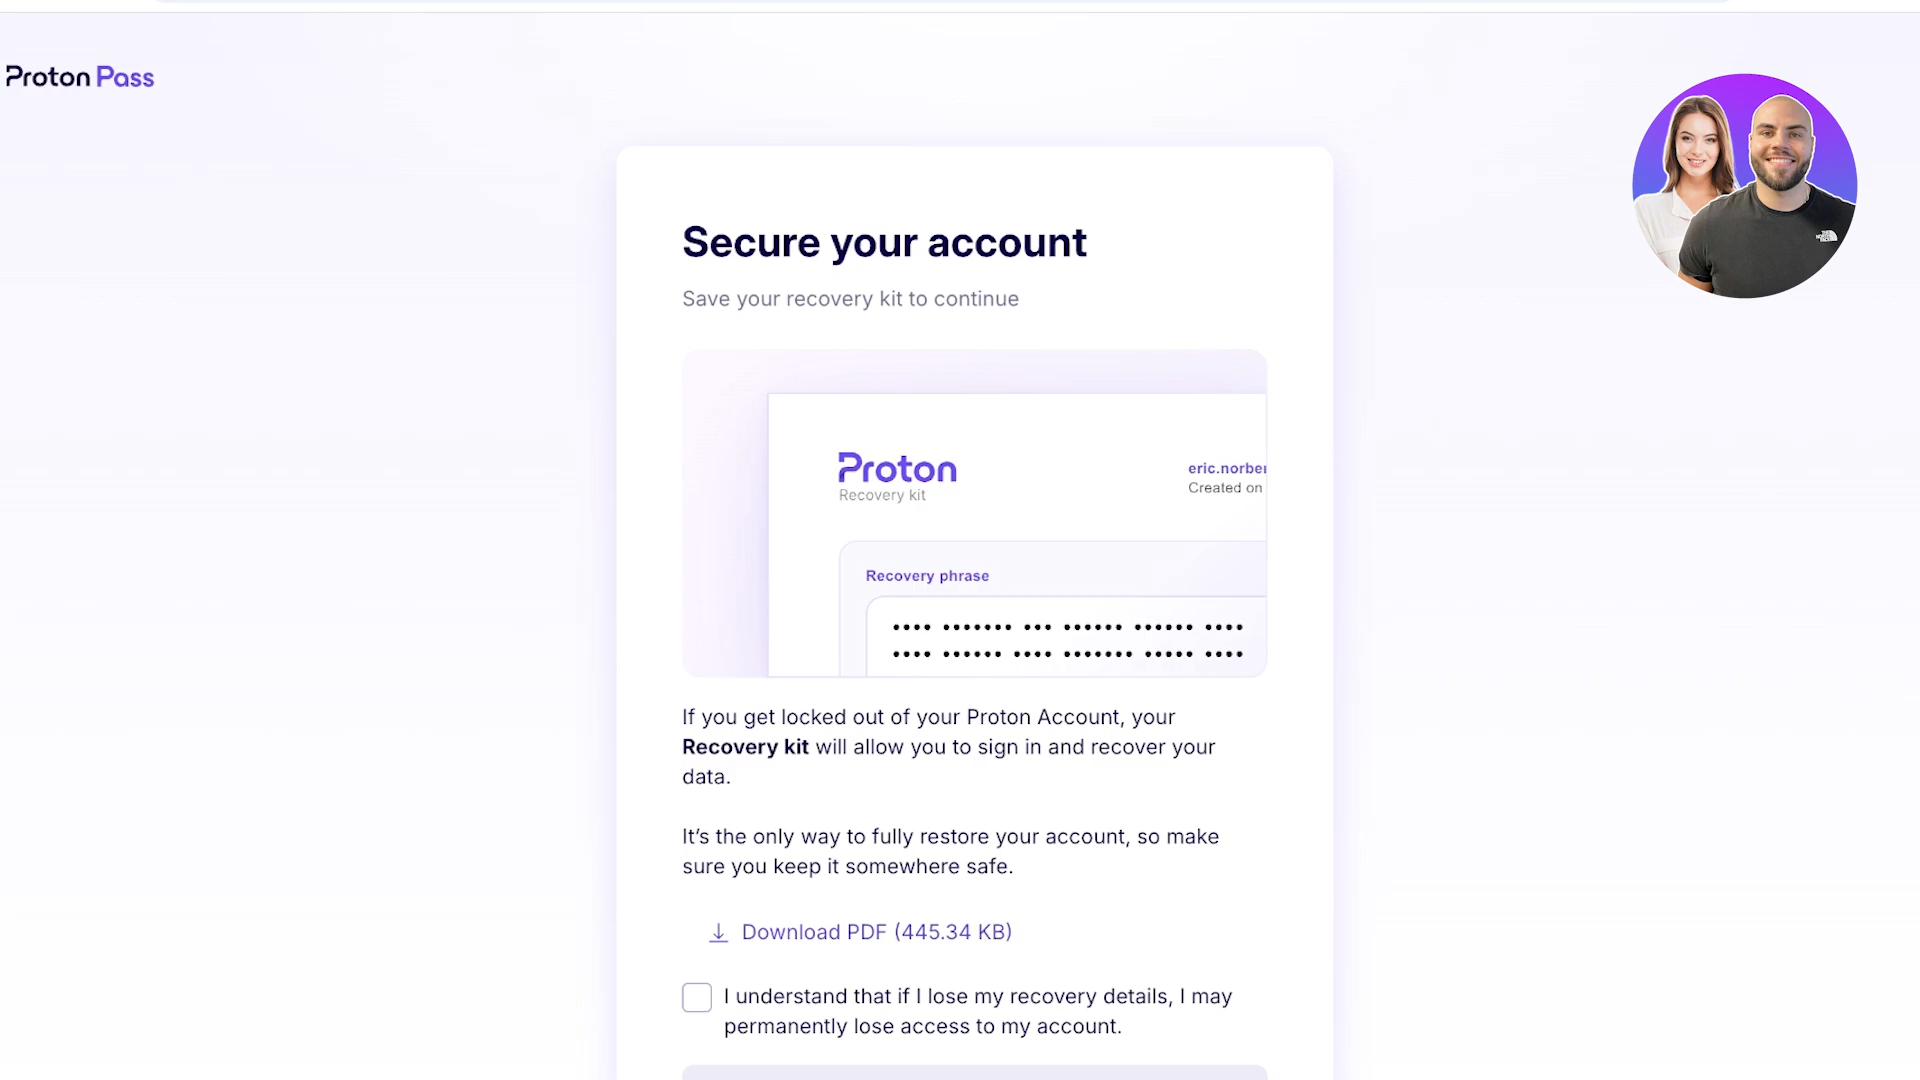 Proton Pass
Secure your account
Save your recovery kit to continue
Proton
Recovery kit
eric.norber
Created on
Recovery phrase
If you get locked out of your Proton Account, your
Recovery kit will allow you to sign in and recover your
data.
It’s the only way to fully restore your account, so make
sure you keep it somewhere safe.
Download PDF (445.34 KB)
I understand that if I lose my recovery details, I may
permanently lose access to my account.
THE
NORTH
FACE